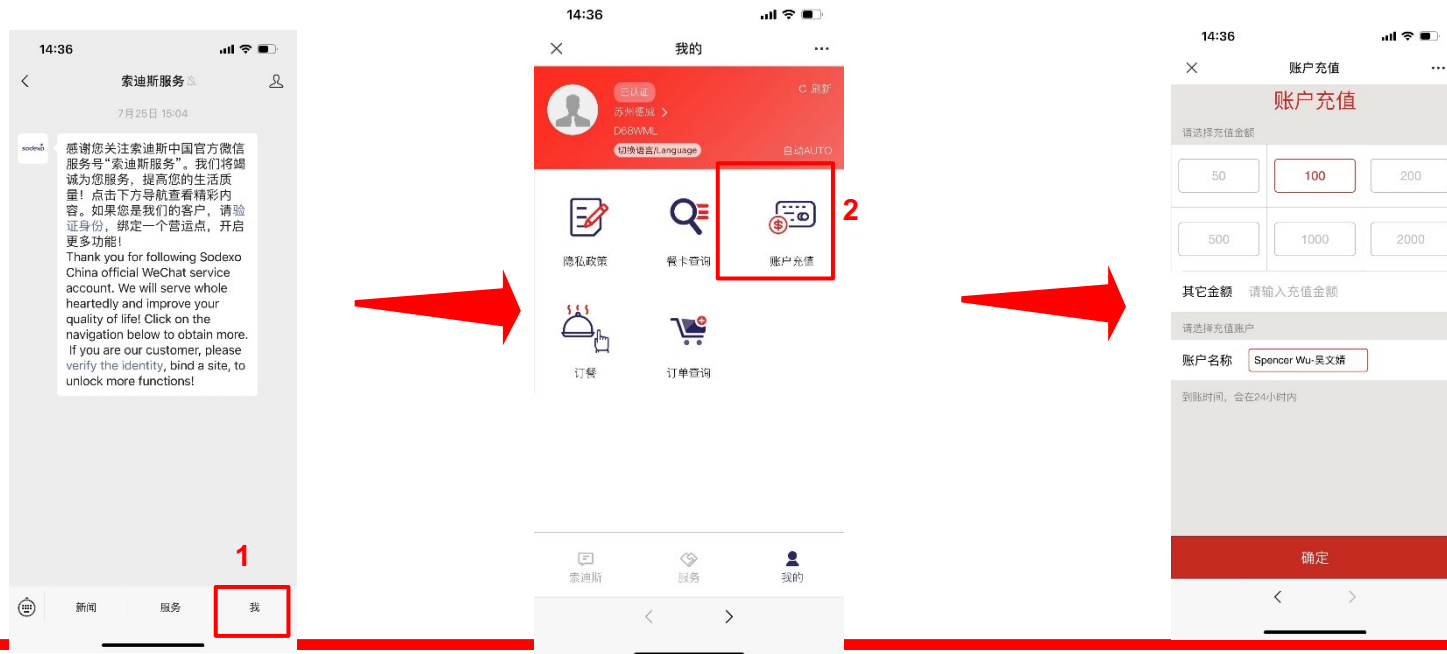 14:36
索迪斯服务
7月25日 15:04
sodexo
感谢您关注索迪斯中国官方微信
服务号“索迪斯服务”。我们将竭
诚为您服务，提高您的生活质
量！点击下方导航查看精彩内
容。如果您是我们的客户，请验
证身份，绑定一个营运点，开启
更多功能！
Thank you for following Sodexo
China official WeChat service
account. We will serve whole
heartedly and improve your
quality of life! Click on the
navigation below to obtain more.
If you are our customer, please
verify the identity, bind a site, to
unlock more functions!
1
新闻
服务
我
14:36
我的
已认证
刷新
苏州德威
D68WML
切换语言/Language
自动AUTO
2
隐私政策
餐卡查询
账户充值
订餐
订单查询
索迪斯
服务
我的
14:36
账户充值
账户充值
请选择充值金额
50
100
200
500
1000
2000
其它金额 请输入充值金额
请选择充值账户
账户名称 Spencer Wu-吴文婧
到账时间，会在24小时内
确定